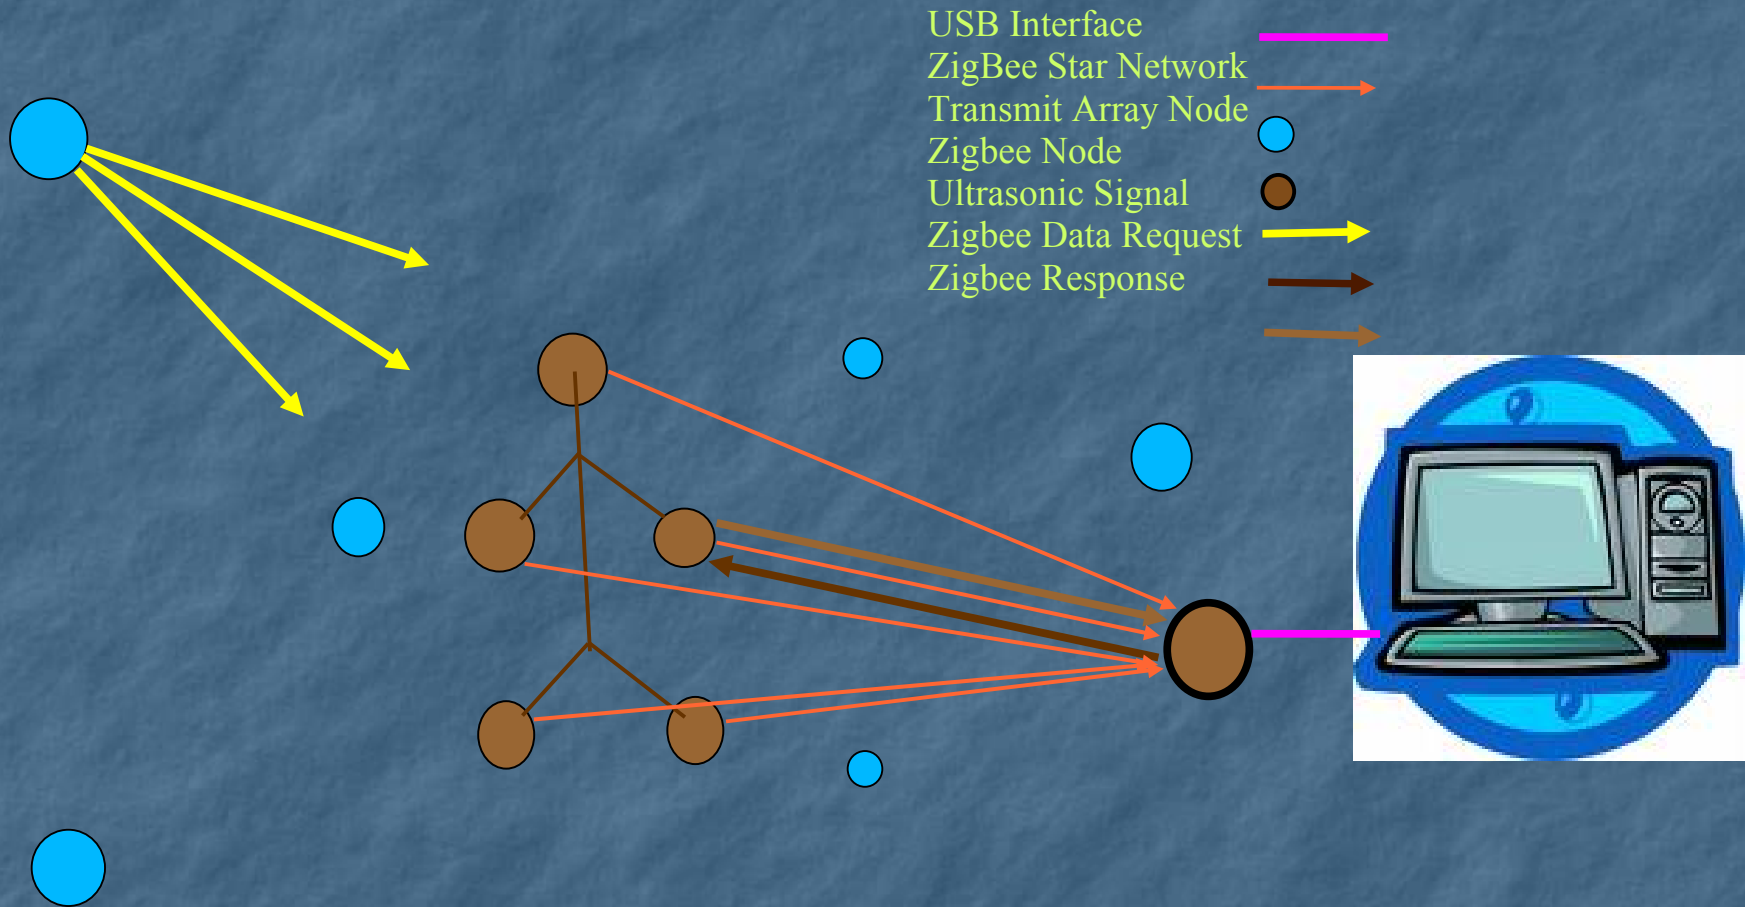 USB Interface
ZigBee Star Network
Transmit Array Node
Zigbee Node
Ultrasonic Signal
Zigbee Data Request
Zigbee Response